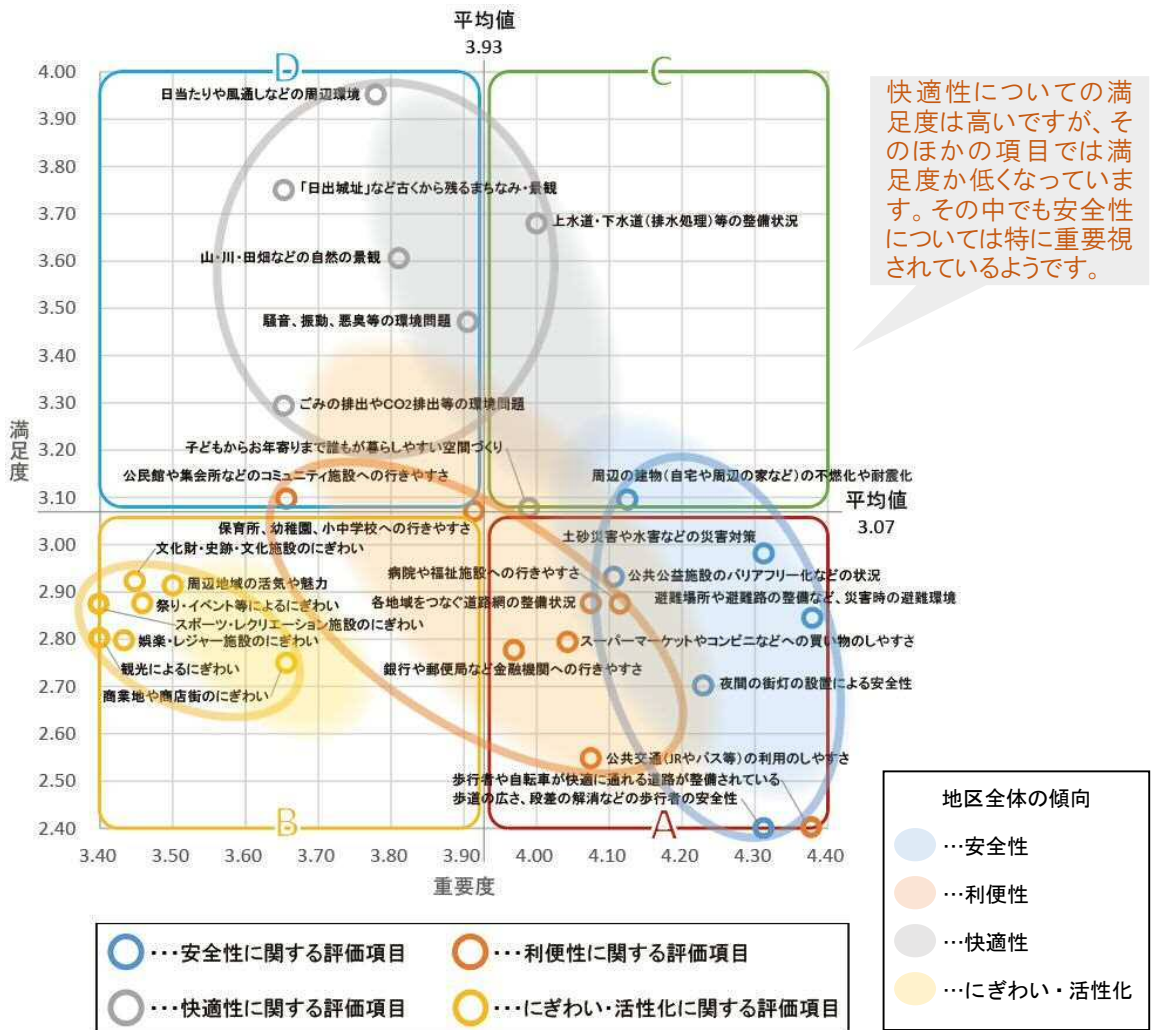 平均値
3.93
D
C
4.00
日当たりや風通しなどの周辺環境
3.90
3.80
「日出城址」など古くから残るまちなみ・景観
3.70
上水道・下水道(排水処理)等の整備状況
山・川・田畑などの自然の景観
3.60
3.50
騒音、振動、悪臭等の環境問題
3.40
3.30
ごみの排出やCO2排出等の環境問題
満足度
3.20
子どもからお年寄りまで誰もが暮らしやすい空間づくり
公民館や集会所などのコミュニティ施設への行きやすさ
周辺の建物(自宅や周辺の家など)の不燃化や耐震化
3.10
平均値
3.07
保育所、幼稚園、小中学校への行きやすさ
土砂災害や水害などの災害対策
3.00
文化財・史跡・文化施設のにぎわい
病院や福祉施設への行きやすさ
公共公益施設のバリアフリー化などの状況
周辺地域の活気や魅力
2.90
祭り・イベント等によるにぎわい
各地域をつなぐ道路網の整備状況
避難場所や避難路の整備など、災害時の避難環境
スポーツ・レクリエーション施設のにぎわい
2.80
娯楽・レジャー施設のにぎわい
スーパーマーケットやコンビニなどへの買い物のしやすさ
観光によるにぎわい
銀行や郵便局など金融機関への行きやすさ
2.70
商業地や商店街のにぎわい
夜間の街灯の設置による安全性
2.60
公共交通(JRやバス等)の利用のしやすさ
2.50
歩行者や自転車が快適に通れる道路が整備されている
歩道の広さ、段差の解消などの歩行者の安全性
2.40
B
A
3.40 3.50 3.60 3.70 3.80 3.90 4.00 4.10 4.20 4.30 4.40
重要度
快適性についての満
足度は高いですが、そ
のほかの項目では満
足度か低くなっていま
す。その中でも安全性
については特に重要視
されているようです。
地区全体の傾向
…安全性
…利便性
…快適性
…にぎわい・活性化
・・・安全性に関する評価項目
・・・利便性に関する評価項目
・・・快適性に関する評価項目
・・・にぎわい・活性化に関する評価項目